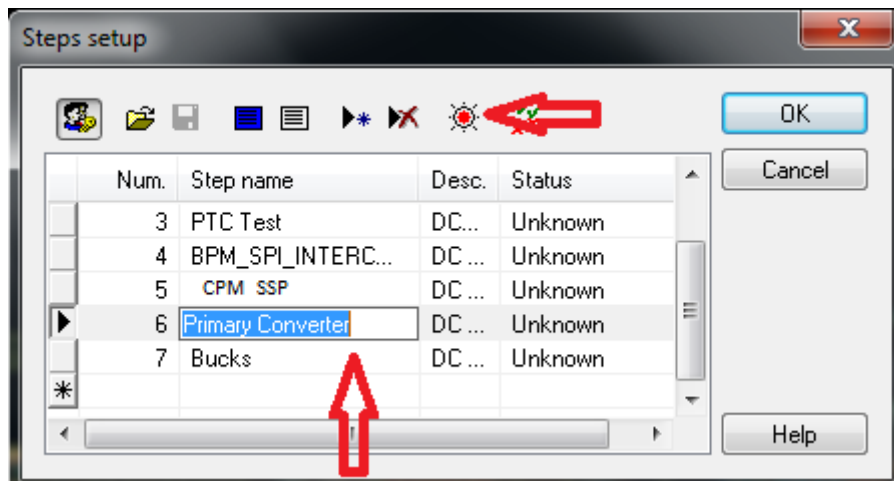 Steps setup
OK
Cancel
Num. Step name Desc. Status
3 PTC Test DC... Unknown
4 BPM_SPI_INTERC... DC ... Unknown
5 CPM SSP DC ... Unknown
6 Primary Converter DC ... Unknown
7 Bucks DC ... Unknown
Help